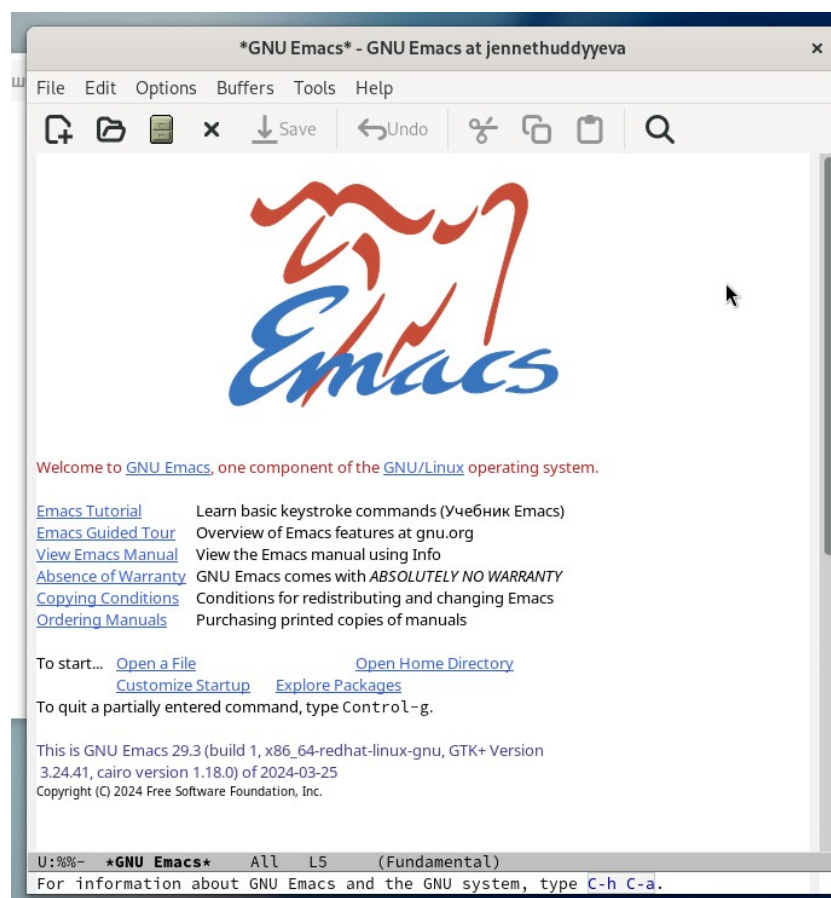 *GNU Emacs* - GNU Emacs at jennethuddyyeva
ш
File Edit Options Buffers Tools Help
Save Undo
Emacs
Welcome to GNU Emacs, one component of the GNU/Linux operating system.
Emacs Tutorial Learn basic keystroke commands (Учебник Emacs)
Emacs Guided Tour Overview of Emacs features at gnu.org
View Emacs Manual View the Emacs manual using Info
Absence of Warranty GNU Emacs comes with ABSOLUTELY NO WARRANTY
Copying Conditions Conditions for redistributing and changing Emacs
Ordering Manuals Purchasing printed copies of manuals
To start... Open a File Open Home Directory
Customize Startup Explore Packages
To quit a partially entered command, type Control-g.
This is GNU Emacs 29.3 (build 1, x86_64-redhat-linux-gnu, GTK+ Version
3.24.41, cairo version 1.18.0) of 2024-03-25
Copyright (C) 2024 Free Software Foundation, Inc.
U:%%- *GNU Emacs* All L5 (Fundamental)
For information about GNU Emacs and the GNU system, type C-h C-a.